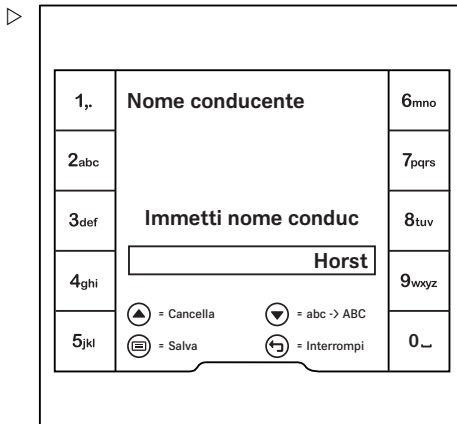 1,.
Nome conducente
6mno
2abc
7pqrs
3def
Immetti nome conduc
8tuv
Horst
4ghi
9wxyz
= Cancella
= abc -> ABC
5jkl
= Salva
= Interrompi
0⎵